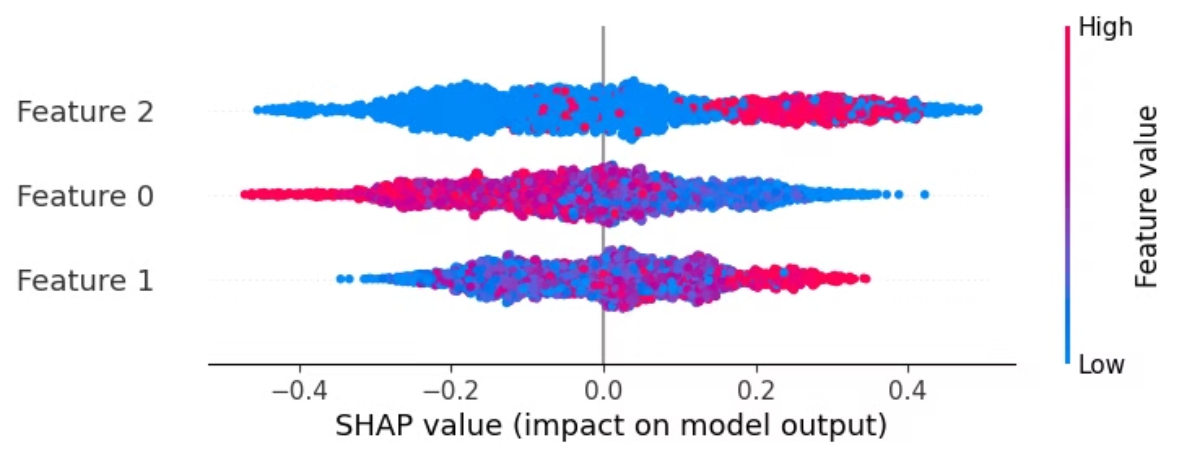 High
Feature 2
Feature 0
Feature 1
Feature value
Low
−0.4 −0.2 0.0 0.2 0.4
SHAP value (impact on model output)